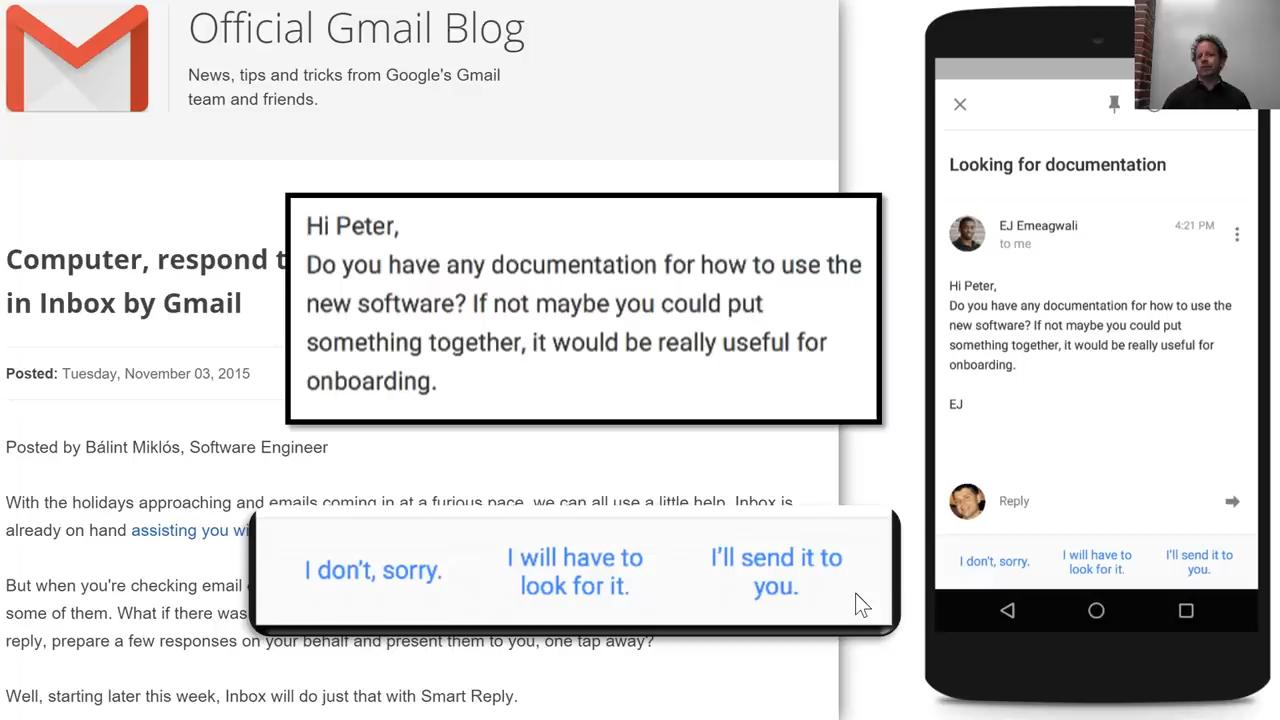 Official Gmail Blog
News, tips and tricks from Google's Gmail
team and friends.
Computer, respond t
in Inbox by Gmail
Posted: Tuesday, November 03, 2015
Posted by Bálint Miklós, Software Engineer
With the holidays approaching and emails coming in at a furious pace, we can all use a little help. Inbox is
already on hand assisting you wi
But when you're checking email
some of them. What if there was
reply, prepare a few responses on your behalf and present them to you, one tap away?
Well, starting later this week, Inbox will do just that with Smart Reply.
Hi Peter,
Do you have any documentation for how to use the
new software? If not maybe you could put
something together, it would be really useful for
onboarding.
I don't, sorry.
I will have to
look for it.
I'll send it to
you.
Looking for documentation
EJ Emeagwali
4:21 PM
to me
Hi Peter,
Do you have any documentation for how to use the
new software? If not maybe you could put
something together, it would be really useful for
onboarding.
EJ
Reply
I don't, sorry.
I will have to
look for it.
I'll send it to
you.